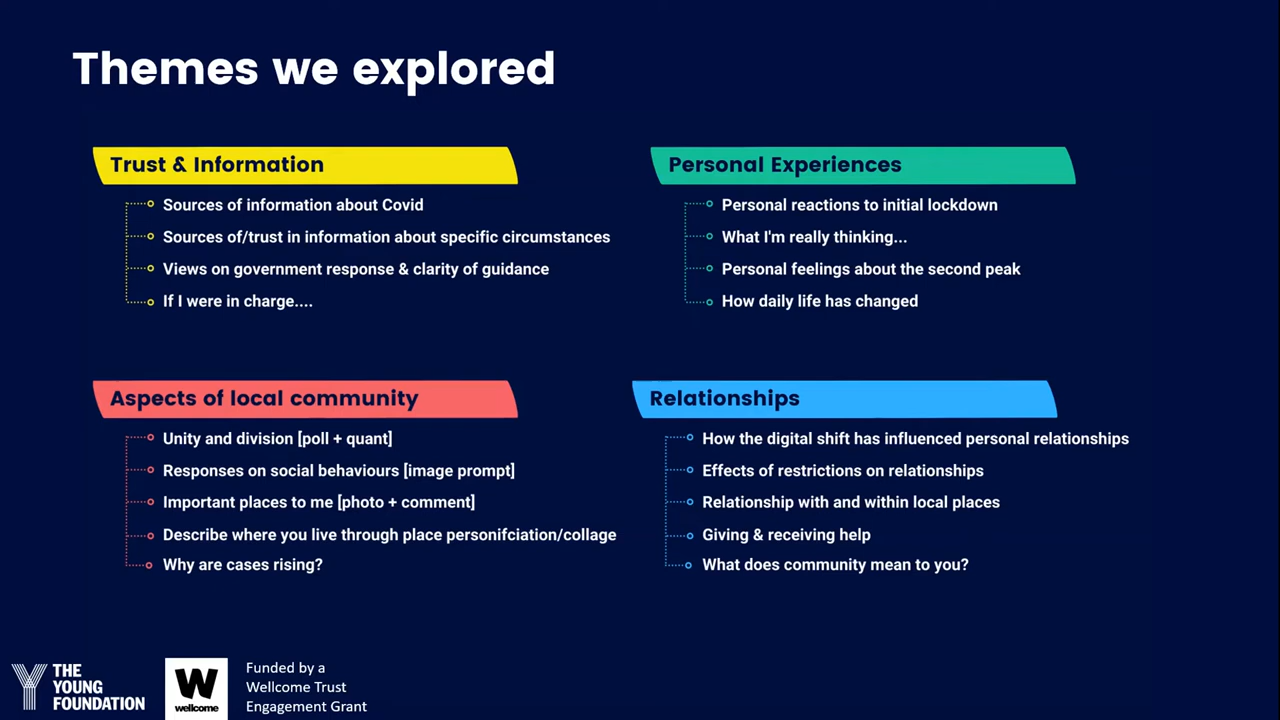 Themes we explored
Trust & Information
Sources of information about Covid
Sources of/trust in information about specific circumstances
Views on government response & clarity of guidance
If I were in charge....
Personal Experiences
Personal reactions to initial lockdown
What I'm really thinking...
Personal feelings about the second peak
How daily life has changed
Aspects of local community
Unity and division [poll + quant]
Responses on social behaviours [image prompt]
Important places to me [photo + comment]
Describe where you live through place personifciation/collage
Why are cases rising?
Relationships
How the digital shift has influenced personal relationships
Effects of restrictions on relationships
Relationship with and within local places
Giving & receiving help
What does community mean to you?
THE
YOUNG
FOUNDATION
W
wellcome
Funded by a
Wellcome Trust
Engagement Grant